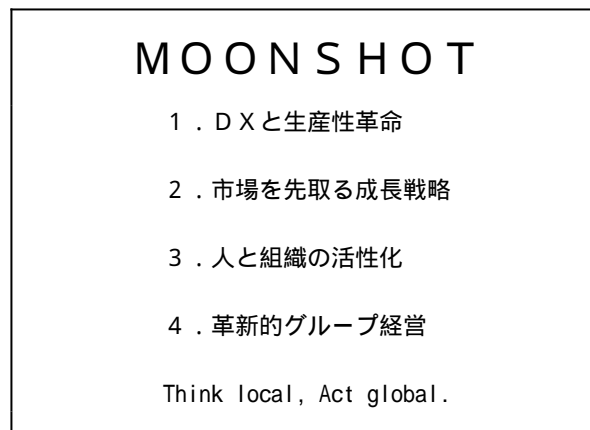 ＭＯＯＮＳＨＯＴ
１．ＤＸと生産性革命
２．市場を先取る成長戦略
３．人と組織の活性化
４．革新的グループ経営
Think local, Act global.